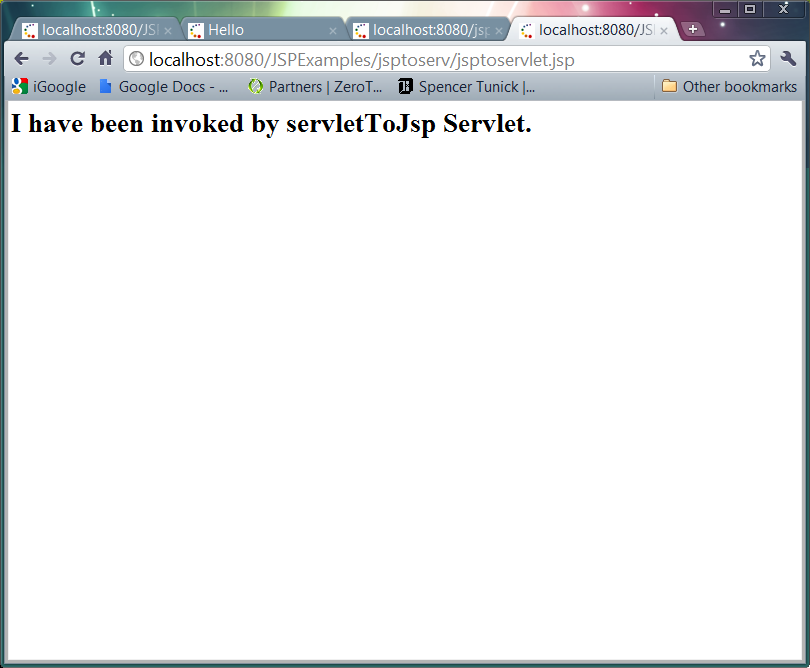 localhost:8080/JSI
Hello
localhost:8080/jsp
localhost:8080/JSI
localhost:8080/JSPExamples/jsptoserv/jsptoservlet.jsp
iGoogle
Google Docs - ...
Partners | ZeroT...
Spencer Tunick |...
Other bookmarks
I have been invoked by servletToJsp Servlet.